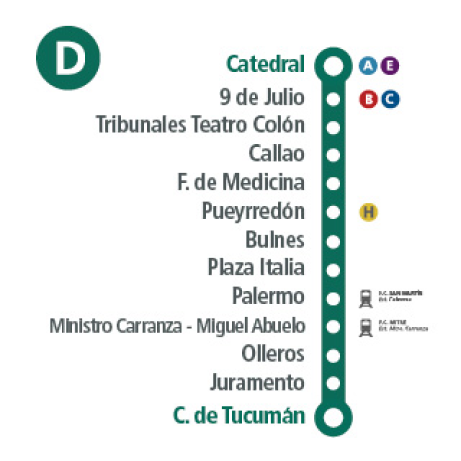 D
Catedral A E
9 de Julio B C
Tribunales Teatro Colón
Callao
F. de Medicina
Pueyrredón H
Bulnes
Plaza Italia
Palermo
F.C. SAN MARTÍN
Est. Palermo
Ministro Carranza - Miguel Abuelo
F.C. MITRE
Est. Mtro. Carranza
Olleros
Juramento
C. de Tucumán